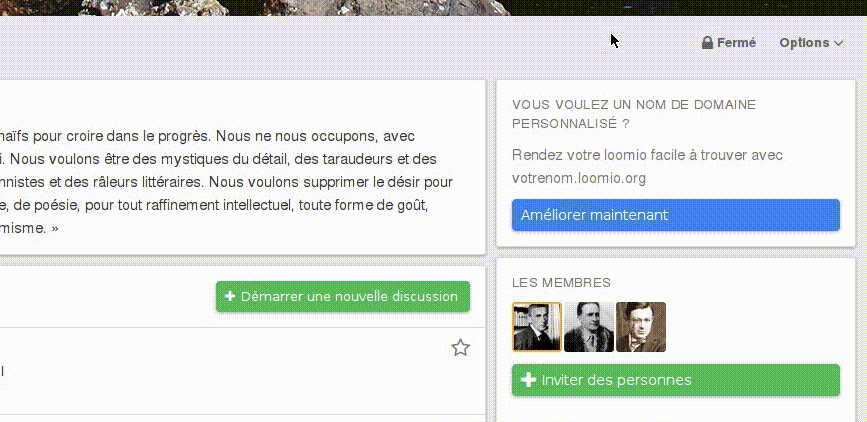 Fermé
Options
naïfs pour croire dans le progrès. Nous ne nous occupons, avec
i. Nous voulons être des mystiques du détail, des taraudeurs et des
nnistes et des râleurs littéraires. Nous voulons supprimer le désir pour
e, de poésie, pour tout raffinement intellectuel, toute forme de goût,
misme. »
Démarrer une nouvelle discussion
l
VOUS VOULEZ UN NOM DE DOMAINE
PERSONNALISÉ ?
Rendez votre loomio facile à trouver avec
votrenom.loomio.org
Améliorer maintenant
LES MEMBRES
Inviter des personnes